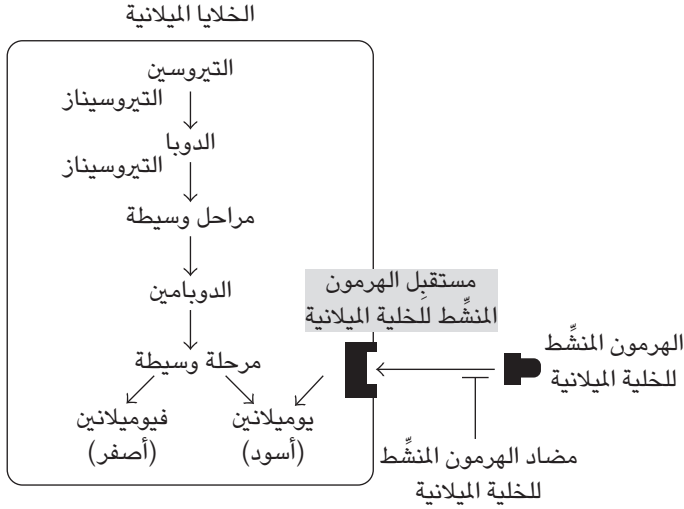 الخلايا الميلانية
التيروسين
التيروسيناز
الدوبا
التيروسيناز
مراحل وسيطة
الدوبامين
مستقبِل الهرمون
المنشِّط للخلية الميلانية
الهرمون المنشِّط
للخلية الميلانية
مرحلة وسيطة
يوميلانين
(أسود)
فيوميلانين
(أصفر)
مضاد الهرمون المنشِّط
للخلية الميلانية